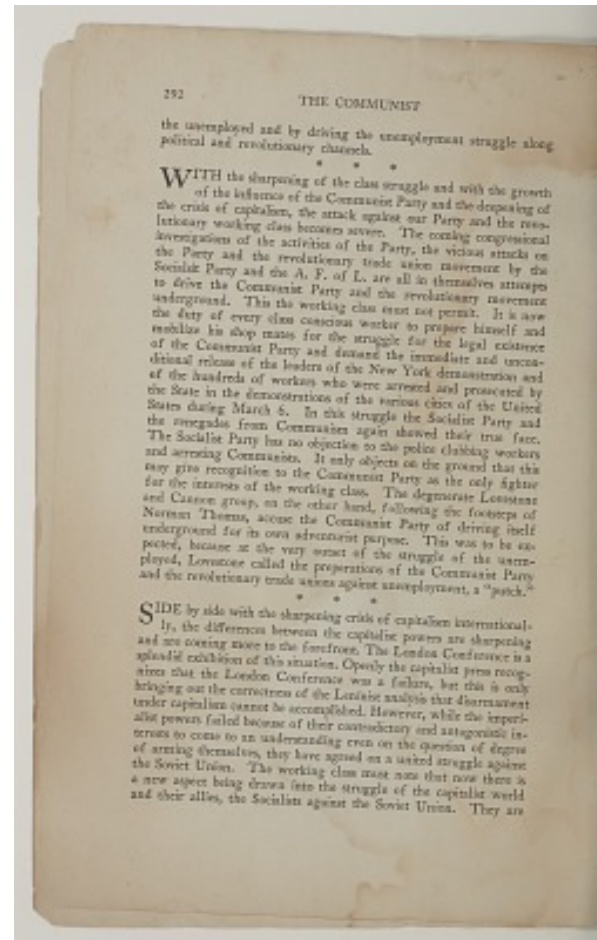 292
THE COMMUNIST
the unemployed and by driving the unemployment struggle along
political and revolutionary channels.
* * *
WITH the sharpening of the class struggle and with the growth
of the influence of the Communist Party and the deepening of
the crisis of capitalism, the attack against our Party and the revo-
lutionary working class becomes severe. The coming congressional
investigations of the activities of the Party, the vicious attacks on
the Party and the revolutionary trade union movement by the
Socialist Party and the A. F. of L. are all in themselves attempts
to drive the Communist Party and the revolutionary movement
underground. This the working class must not permit. It is now
the duty of every class conscious worker to prepare himself and
mobilize his shop mates for the struggle for the legal existence
of the Communist Party and demand the immediate and uncon-
ditional release of the leaders of the New York demonstration and
of the hundreds of workers who were arrested and prosecuted by
the State in the demonstrations of the various cities of the United
States during March 6. In this struggle the Socialist Party and
the renegades from Communism again showed their true face.
The Socialist Party has no objection to the police clubbing workers
and arresting Communists. It only objects on the ground that this
may give recognition to the Communist Party as the only fighter
for the interests of the working class. The degenerate Lovestone
and Cannon group, on the other hand, following the footsteps of
Norman Thomas, accuse the Communist Party of driving itself
underground for its own adventurist purpose. This was to be ex-
pected, because at the very outset of the struggle of the unem-
ployed, Lovestone called the preparations of the Communist Party
and the revolutionary trade unions against unemployment, a "putch."
* * *
SIDE by side with the sharpening crisis of capitalism international-
ly, the differences between the capitalist powers are sharpening
and are coming more to the forefront. The London Conference is a
splendid exhibition of this situation. Openly the capitalist press recog-
nizes that the London Conference was a failure, but this is only
bringing out the correctness of the Leninist analysis that disarmament
under capitalism cannot be accomplished. However, while the imperi-
alist powers failed because of their contradictory and antagonistic in-
terests to come to an understanding even on the question of degree
of arming themselves, they have agreed on a united struggle against
the Soviet Union. The working class must note that now there is
a new aspect being drawn into the struggle of the capitalist world
and their allies, the Socialists against the Soviet Union. They are